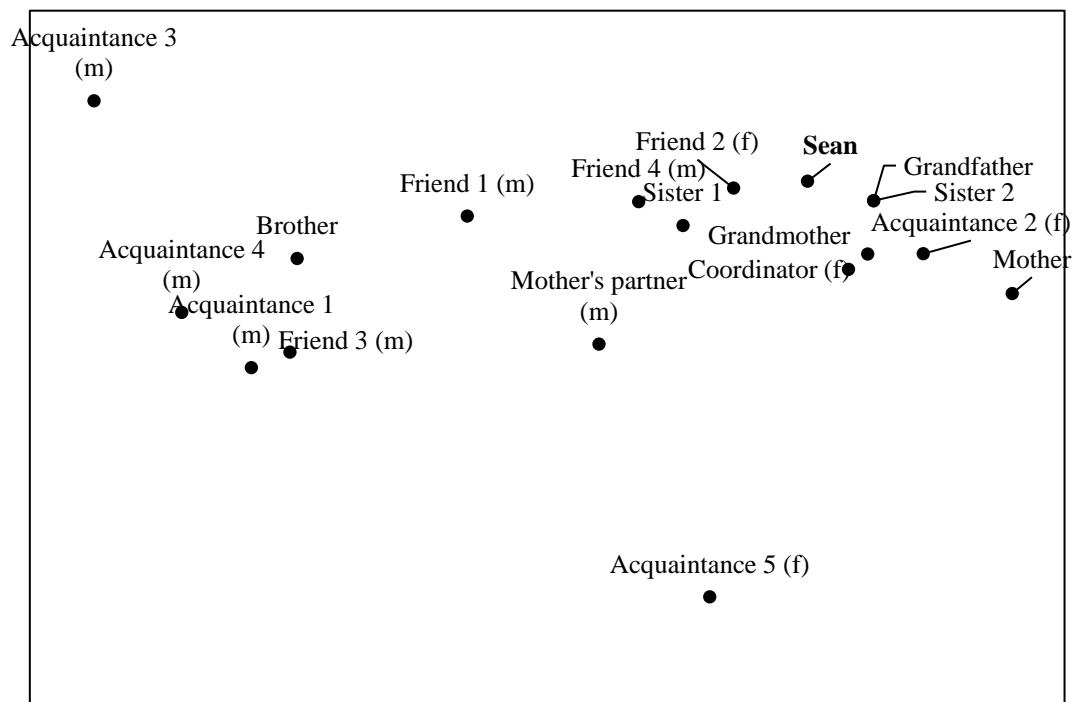 Acquaintance 3
(m)
Friend 2 (f)
Sean
Friend 4 (m)
Grandfather
Friend 1 (m)
Sister 1
Sister 2
Brother
Acquaintance 2 (f)
Acquaintance 4
(m)
Grandmother
Mother
Coordinator (f)
Mother's partner
(m)
Acquaintance 1
(m)
Friend 3 (m)
Acquaintance 5 (f)